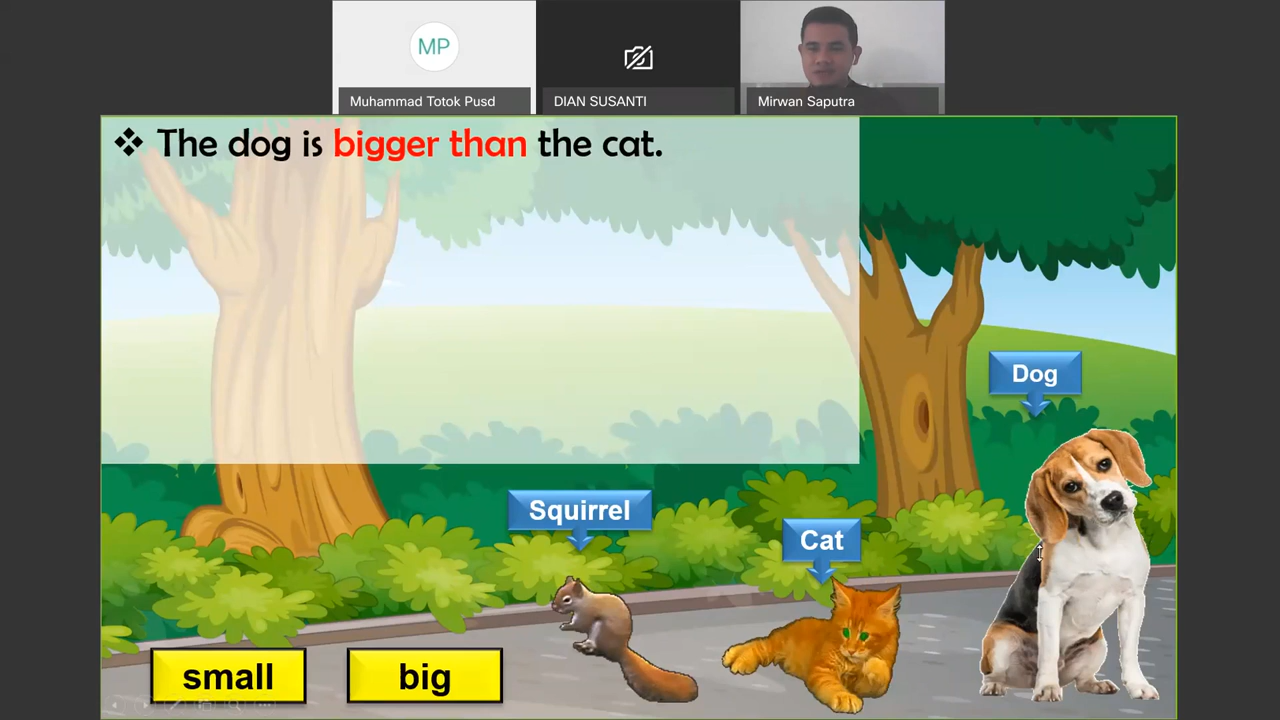 MP
Muhammad Totok Pusd
DIAN SUSANTI
Mirwan Saputra
❖ The dog is bigger than the cat.
Dog
Squirrel
Cat
small
big